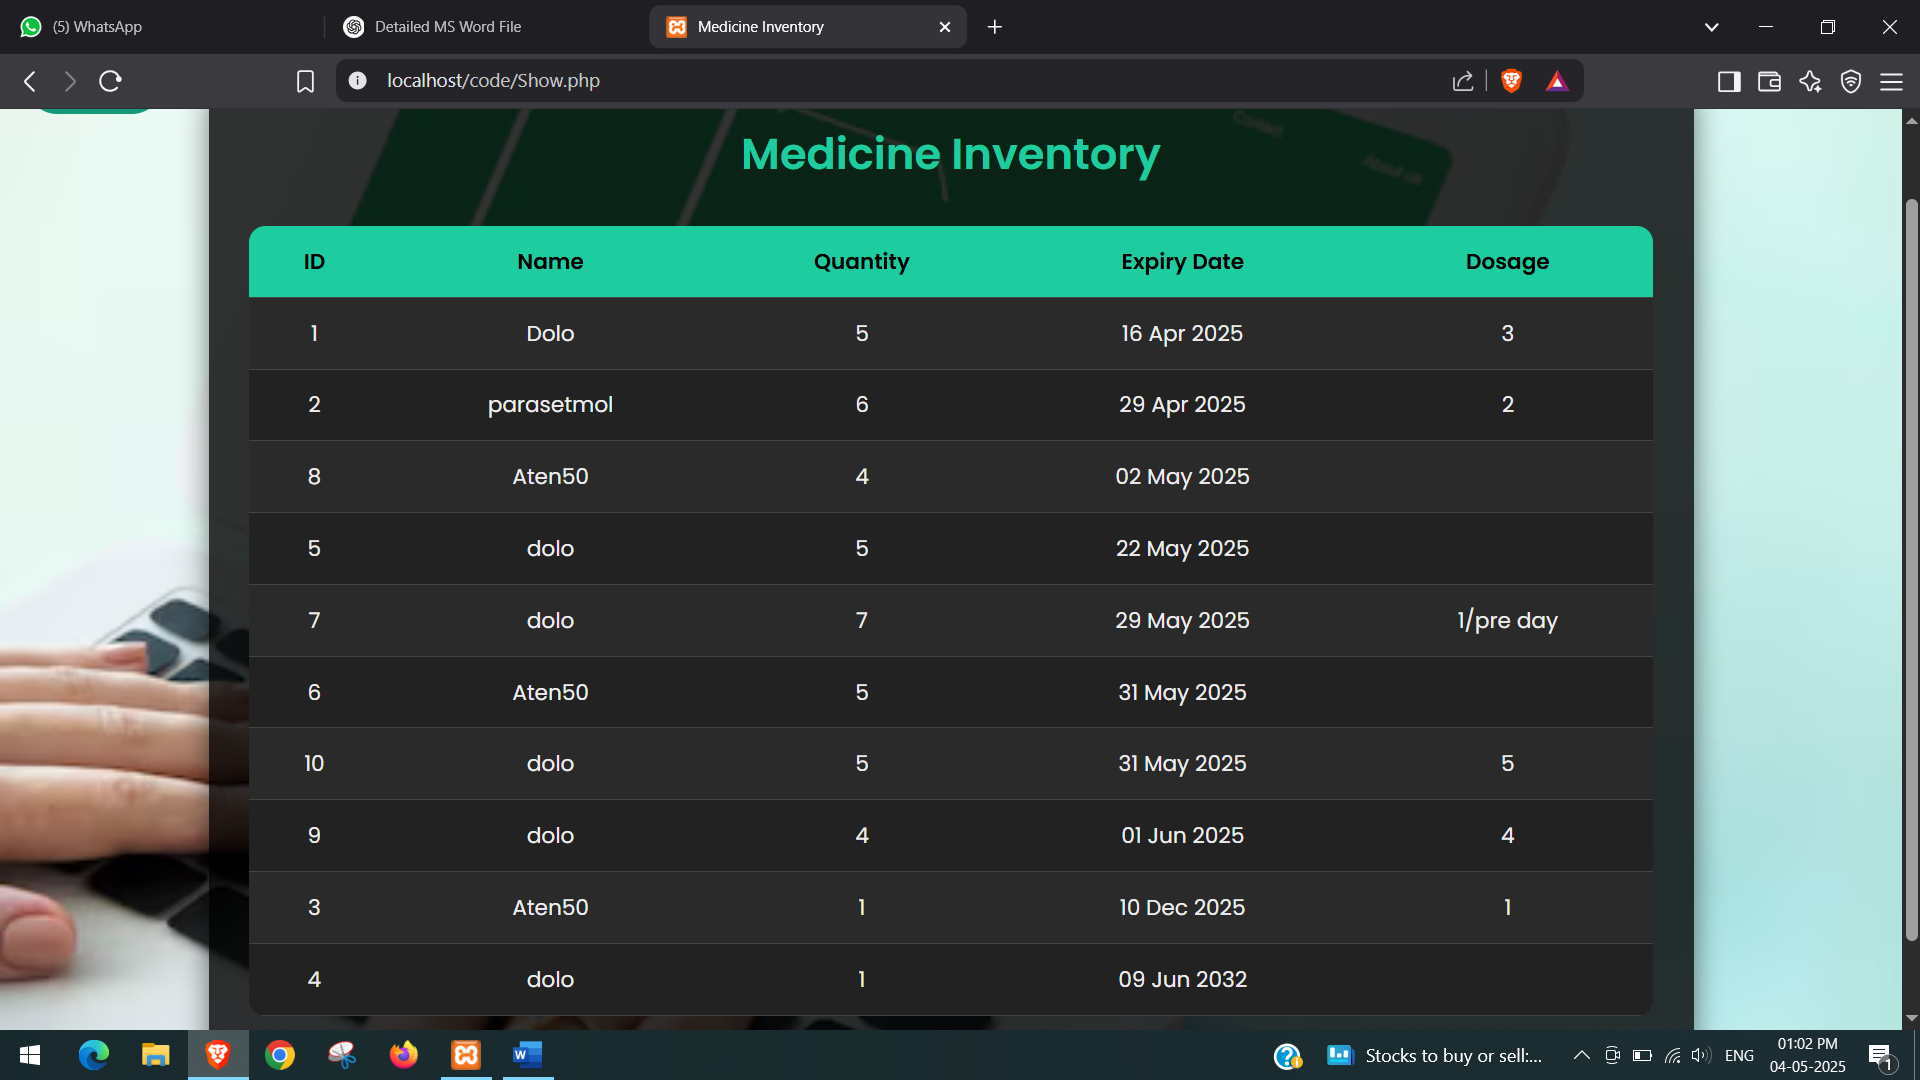 (5) WhatsApp
Detailed MS Word File
Medicine Inventory
localhost/code/Show.php
Contact
About us
Medicine Inventory
ID Name Quantity Expiry Date Dosage
1 Dolo 5 16 Apr 2025 3
2 parasetmol 6 29 Apr 2025 2
8 Aten50 4 02 May 2025
5 dolo 5 22 May 2025
7 dolo 7 29 May 2025 1/pre day
6 Aten50 5 31 May 2025
10 dolo 5 31 May 2025 5
9 dolo 4 01 Jun 2025 4
3 Aten50 1 10 Dec 2025 1
4 dolo 1 09 Jun 2032
Stocks to buy or sell:...
ENG
01:02 PM
04-05-2025
1